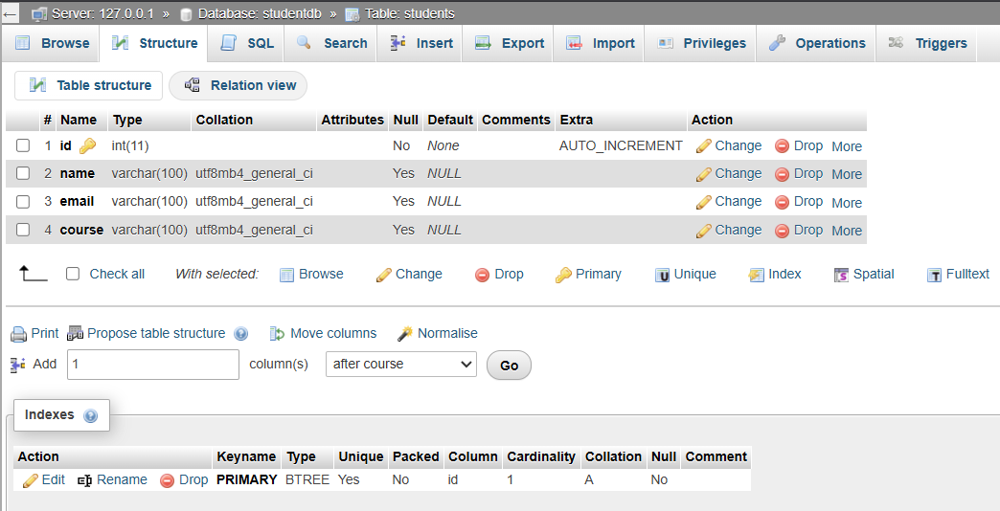 Server: 127.0.0.1 » Database: studentdb » Table: students
Browse Structure SQL Search Insert Export Import Privileges Operations Triggers
Table structure Relation view
# Name Type Collation Attributes Null Default Comments Extra Action
1 id int(11) No None AUTO_INCREMENT Change Drop More
2 name varchar(100) utf8mb4_general_ci Yes NULL Change Drop More
3 email varchar(100) utf8mb4_general_ci Yes NULL Change Drop More
4 course varchar(100) utf8mb4_general_ci Yes NULL Change Drop More
Check all With selected: Browse Change Drop Primary Unique Index Spatial Fulltext
Print Propose table structure Move columns Normalise
Add 1 column(s) after course Go
Indexes
Action Keyname Type Unique Packed Column Cardinality Collation Null Comment
Edit Rename Drop PRIMARY BTREE Yes No id 1 A No